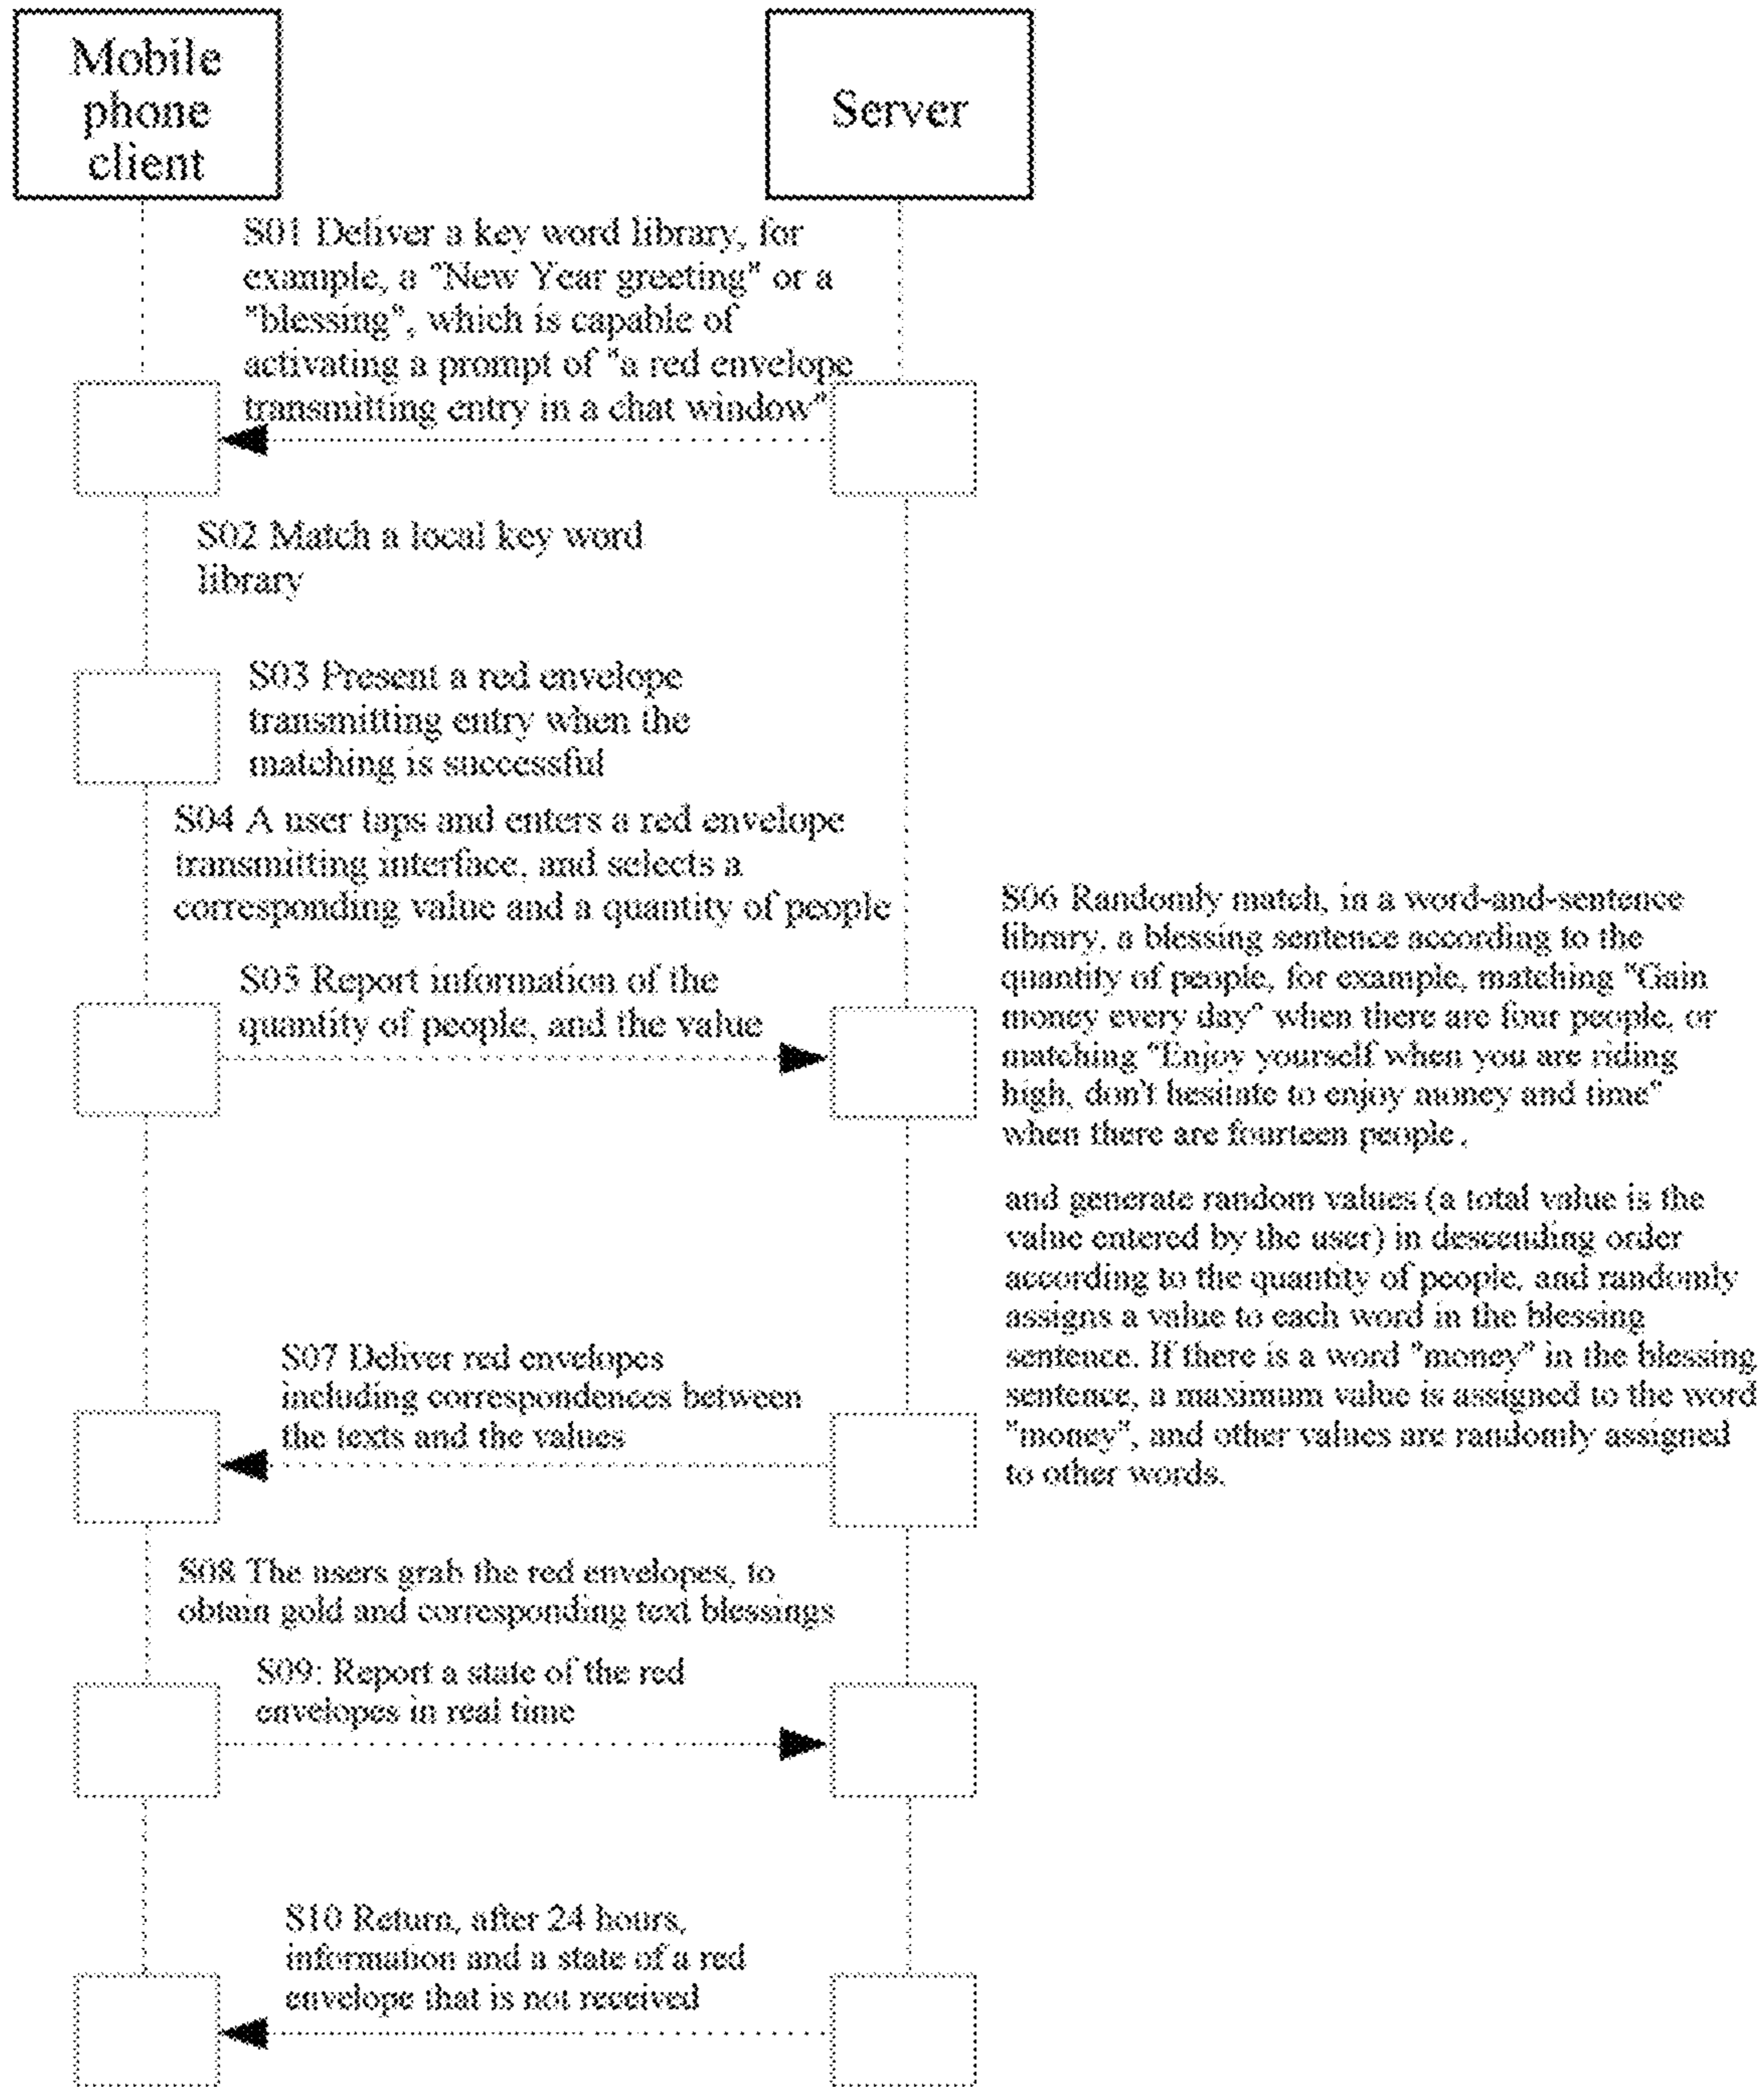 Mobile
phone
client
Server
S01 Deliver a key word library, for
example, a "New Year greeting" or a
"blessing", which is capable of
activating a prompt of "a red envelope
transmitting entry in a chat window"
S02 Match a local key word
library
S03 Present a red envelope
transmitting entry when the
matching is successful
S04 A user taps and enters a red envelope
transmitting interface, and selects a
corresponding value and a quantity of people
S05 Report information of the
quantity of people, and the value
S06 Randomly match, in a word-and-sentence
library, a blessing sentence according to the
quantity of people, for example, matching "Gain
money every day" when there are four people, or
matching "Enjoy yourself when you are riding
high, don't hesitate to enjoy money and time"
when there are fourteen people,
and generate random values (a total value is the
value entered by the user) in descending order
according to the quantity of people, and randomly
assigns a value to each word in the blessing
sentence. If there is a word "money" in the blessing
sentence, a maximum value is assigned to the word
"money", and other values are randomly assigned
to other words.
S07 Deliver red envelopes
including correspondences between
the texts and the values
S08 The users grab the red envelopes, to
obtain gold and corresponding text blessings
S09: Report a state of the red
envelopes in real time
S10 Return, after 24 hours,
information and a state of a red
envelope that is not received